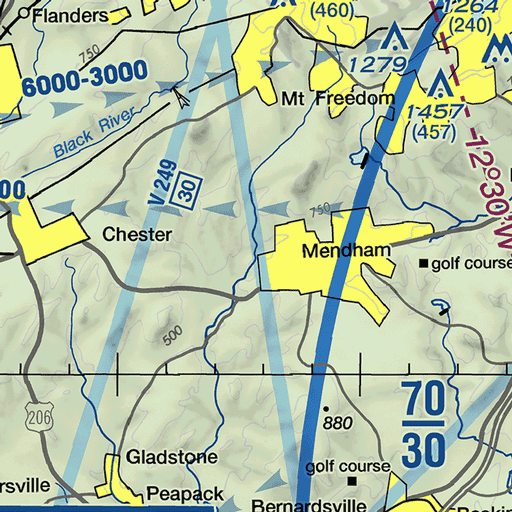 Flanders
(460)
1264
(240)
750
1279
6000-3000
Mt Freedom
1457
(457)
Black River
12°30'W
V 249
30
00
750
Chester
Mendham
golf course
500
206
70
30
880
Gladstone
golf course
rsville
Peapack
Bernardsville